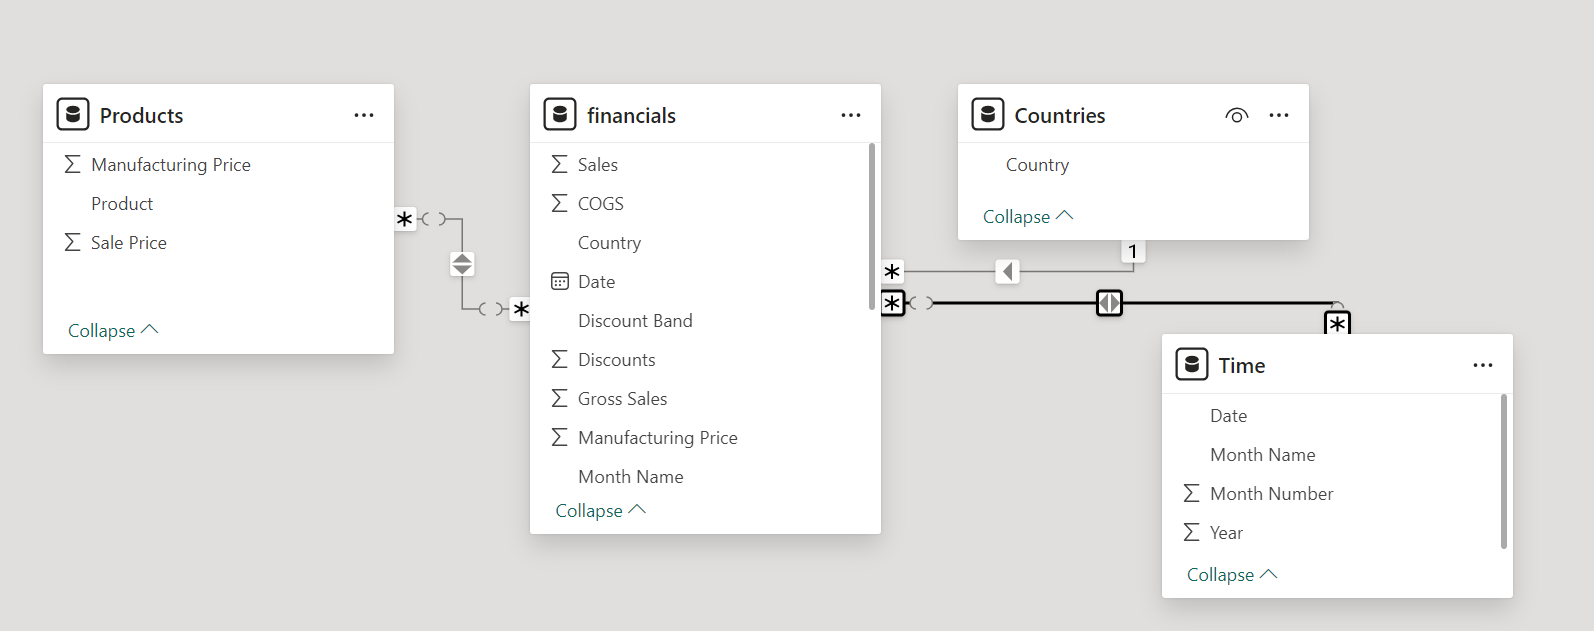 Products
Manufacturing Price
Product
Sale Price
Collapse
*
*
financials
Sales
COGS
Country
Date
Discount Band
Discounts
Gross Sales
Manufacturing Price
Month Name
Collapse
Countries
Country
Collapse
1
*
*
*
Time
Date
Month Name
Month Number
Year
Collapse